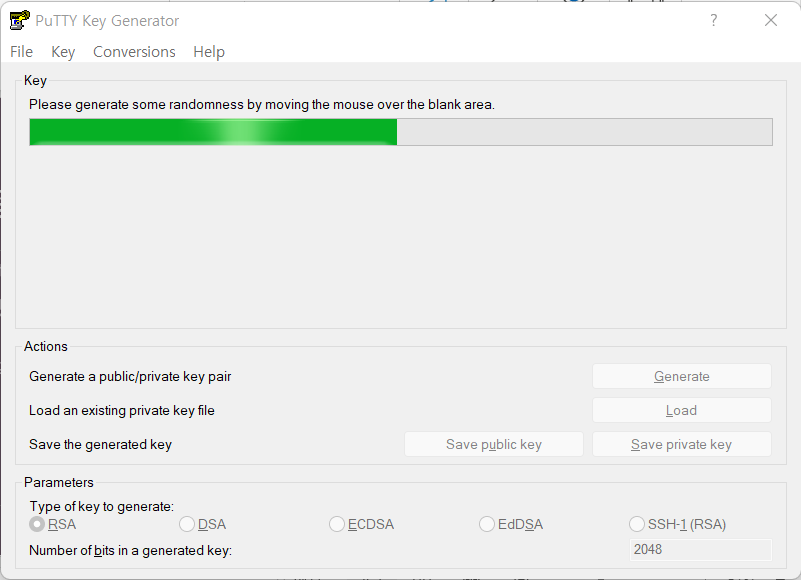 PuTTY Key Generator ?
File Key Conversions Help
Key
Please generate some randomness by moving the mouse over the blank area.
Actions
Generate a public/private key pair Generate
Load an existing private key file Load
Save the generated key Save public key Save private key
Parameters
Type of key to generate:
RSA DSA ECDSA EdDSA SSH-1 (RSA)
Number of bits in a generated key: 2048